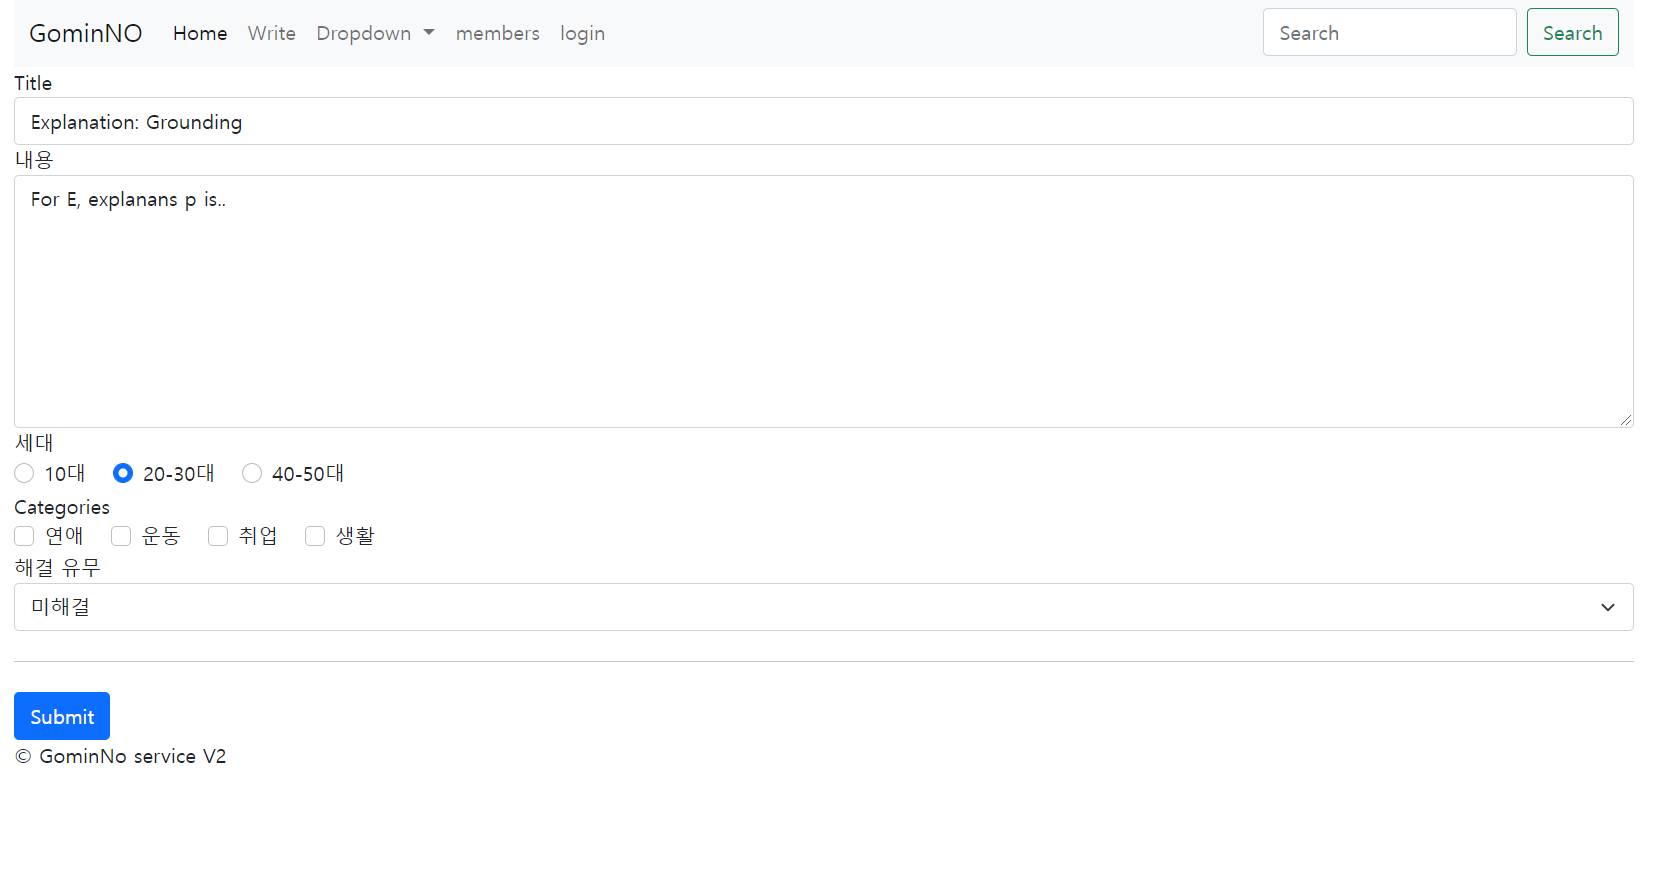 GominNO Home Write Dropdown members login Search Search
Title
Explanation: Grounding
내용
For E, explanans p is..
세대
10대 20-30대 40-50대
Categories
연애 운동 취업 생활
해결 유무
미해결
Submit
© GominNo service V2